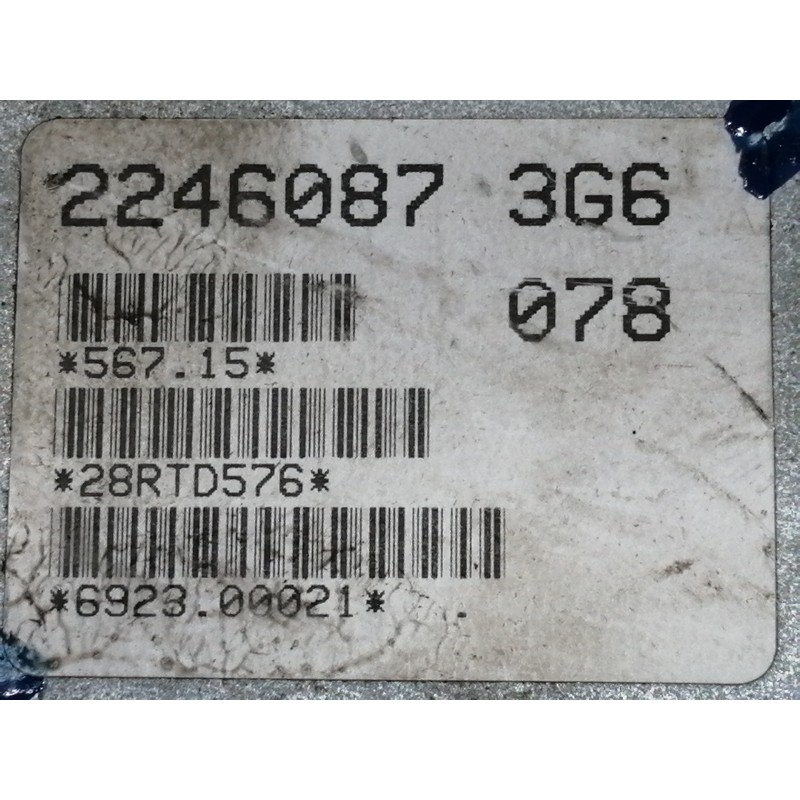 2246087 3G6
078
*567.15*
*28RTD576*
*6923.00021* .